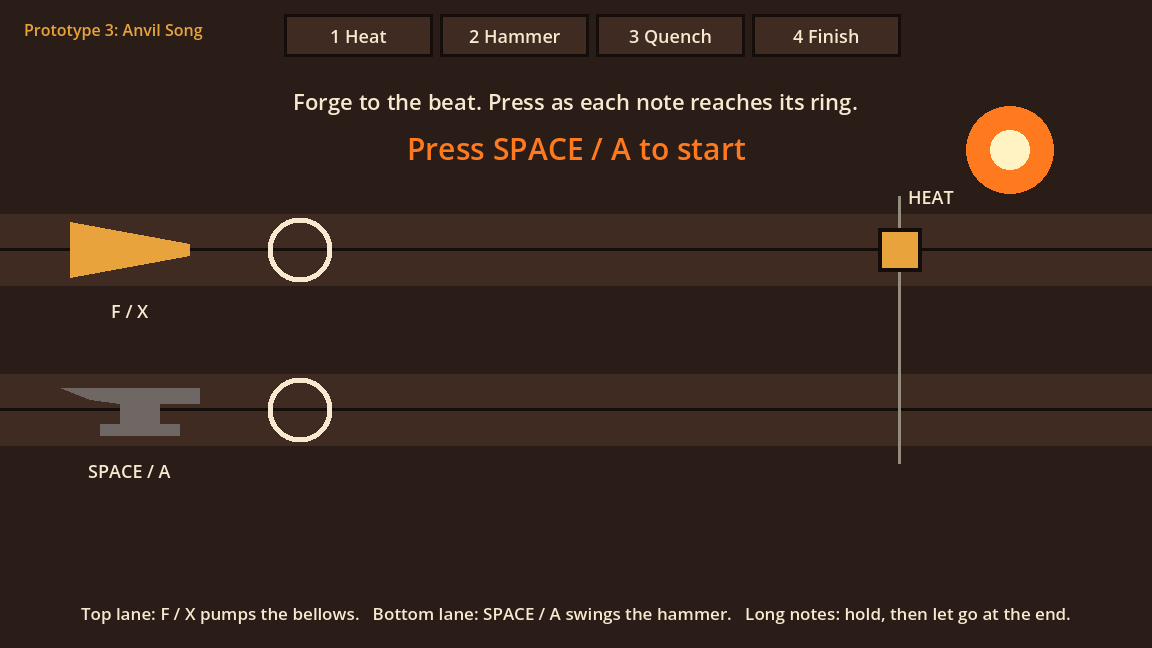 Prototype 3: Anvil Song
1 Heat
2 Hammer
3 Quench
4 Finish
Forge to the beat. Press as each note reaches its ring.
Press SPACE / A to start
HEAT
F / X
SPACE / A
Top lane: F / X pumps the bellows. Bottom lane: SPACE / A swings the hammer. Long notes: hold, then let go at the end.